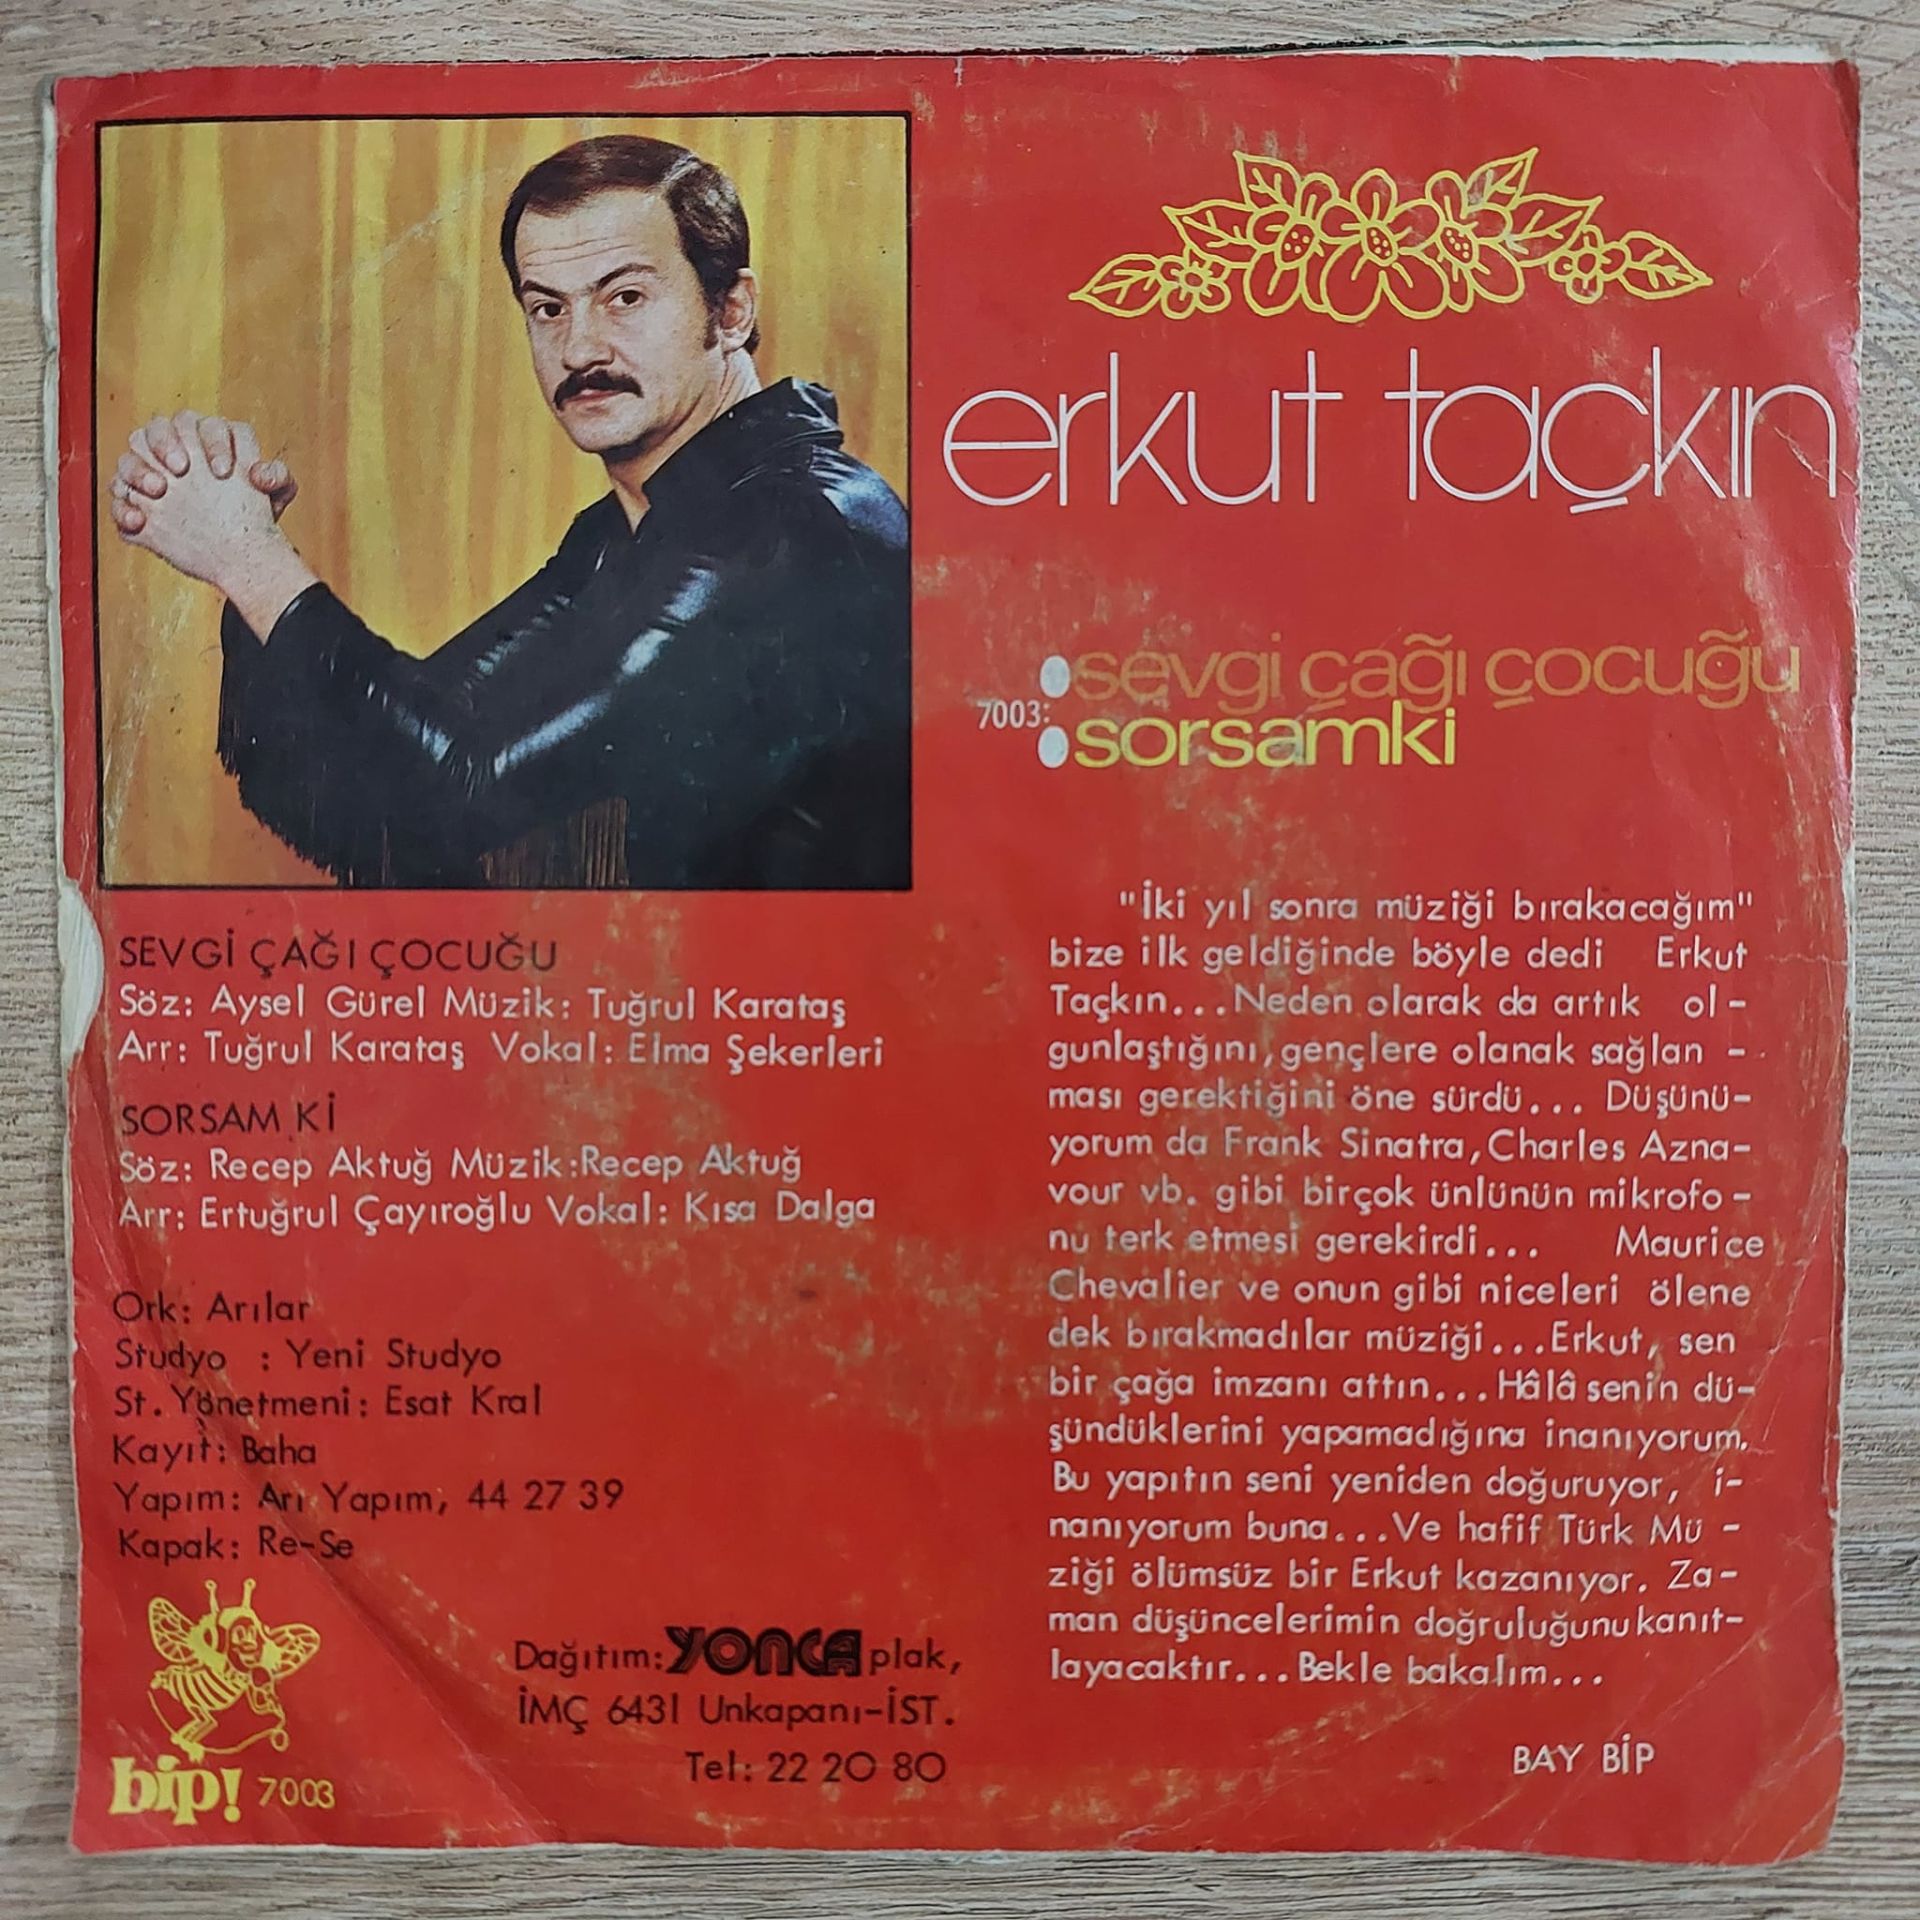 erkut taçkın
sevgi çağı çocuğu
7003:
sorsamki
SEVGİ ÇAĞI ÇOCUĞU
Söz: Aysel Gürel Müzik: Tuğrul Karataş
Arr: Tuğrul Karataş Vokal: Elma Şekerleri
SORSAM Kİ
Söz: Recep Aktuğ Müzik:Recep Aktuğ
Arr: Ertuğrul Çayıroğlu Vokal: Kısa Dalga
Ork: Arılar
Studyo : Yeni Studyo
St. Yönetmeni: Esat Kral
Kayıt: Baha
Yapım: Arı Yapım, 44 27 39
Kapak: Re-Se
bip! 7003
Dağıtım: YONCA plak,
İMÇ 6431 Unkapanı-İST.
Tel: 22 20 80
"İki yıl sonra müziği bırakacağım"
bize ilk geldiğinde böyle dedi Erkut
Taçkın...Neden olarak da artık ol-
gunlaştığını,gençlere olanak sağlan -
ması gerektiğini öne sürdü... Düşünü-
yorum da Frank Sinatra,Charles Azna-
vour vb. gibi birçok ünlünün mikrofo -
nu terk etmesi gerekirdi... Maurice
Chevalier ve onun gibi niceleri ölene
dek bırakmadılar müziği...Erkut, sen
bir çağa imzanı attın...Hâlâ senin dü-
şündüklerini yapamadığına inanıyorum.
Bu yapıtın seni yeniden doğuruyor, i-
nanıyorum buna...Ve hafif Türk Mü -
ziği ölümsüz bir Erkut kazanıyor. Za-
man düşüncelerimin doğruluğunu kanıt-
layacaktır...Bekle bakalım...
BAY BİP